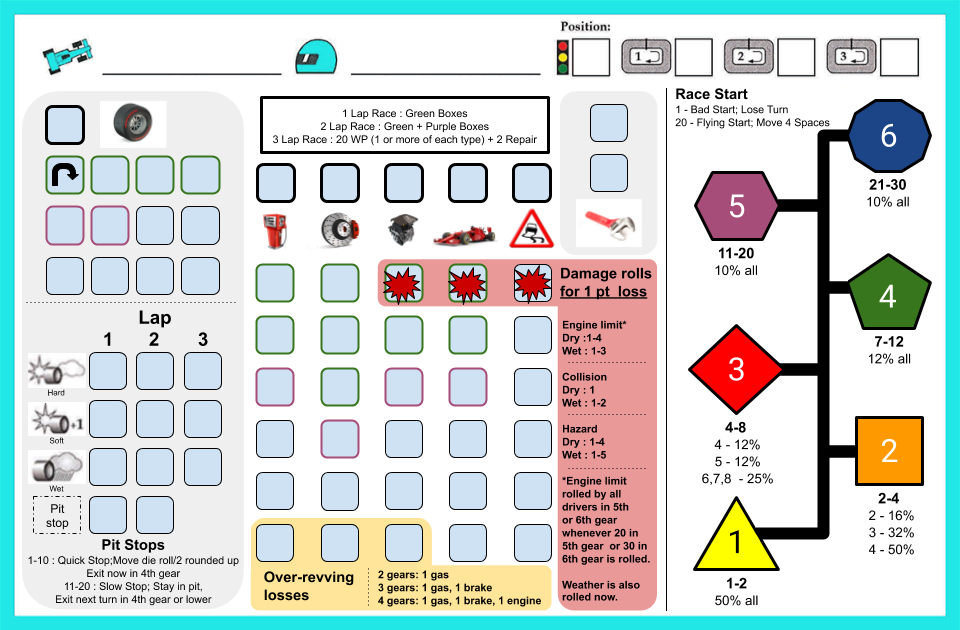 Position:
1
2
3
1 Lap Race : Green Boxes
2 Lap Race : Green + Purple Boxes
3 Lap Race : 20 WP (1 or more of each type) + 2 Repair
Race Start
1 - Bad Start; Lose Turn
20 - Flying Start; Move 4 Spaces
6
21-30
10% all
5
11-20
10% all
4
7-12
12% all
3
4-8
4 - 12%
5 - 12%
6,7,8 - 25%
2
2-4
2 - 16%
3 - 32%
4 - 50%
1
1-2
50% all
Damage rolls
for 1 pt loss
Engine limit*
Dry :1-4
Wet : 1-3
Collision
Dry : 1
Wet : 1-2
Hazard
Dry : 1-4
Wet : 1-5
*Engine limit
rolled by all
drivers in 5th
or 6th gear
whenever 20 in
5th gear or 30 in
6th gear is rolled.
Weather is also
rolled now.
Lap
1 2 3
Hard
+1
Soft
Wet
Pit
stop
Pit Stops
1-10 : Quick Stop;Move die roll/2 rounded up
Exit now in 4th gear
11-20 : Slow Stop; Stay in pit,
Exit next turn in 4th gear or lower
Over-revving
losses
2 gears: 1 gas
3 gears: 1 gas, 1 brake
4 gears: 1 gas, 1 brake, 1 engine